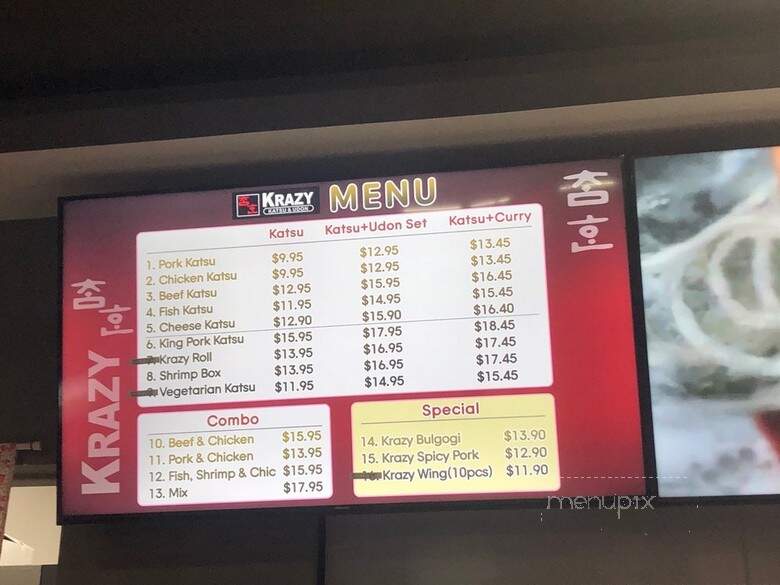 KRAZY MENU
KATSU & UDON
Katsu Katsu+Udon Set Katsu+Curry
1. Pork Katsu $9.95 $12.95 $13.45
2. Chicken Katsu $9.95 $12.95 $13.45
3. Beef Katsu $12.95 $15.95 $16.45
4. Fish Katsu $11.95 $14.95 $15.45
5. Cheese Katsu $12.90 $15.90 $16.40
6. King Pork Katsu $15.95 $17.95 $18.45
7. Krazy Roll $13.95 $16.95 $17.45
8. Shrimp Box $13.95 $16.95 $17.45
9. Vegetarian Katsu $11.95 $14.95 $15.45
Combo
10. Beef & Chicken $15.95
11. Pork & Chicken $13.95
12. Fish, Shrimp & Chic $15.95
13. Mix $17.95
Special
14. Krazy Bulgogi $13.90
15. Krazy Spicy Pork $12.90
16. Krazy Wing(10pcs) $11.90
KRAZY
menupix